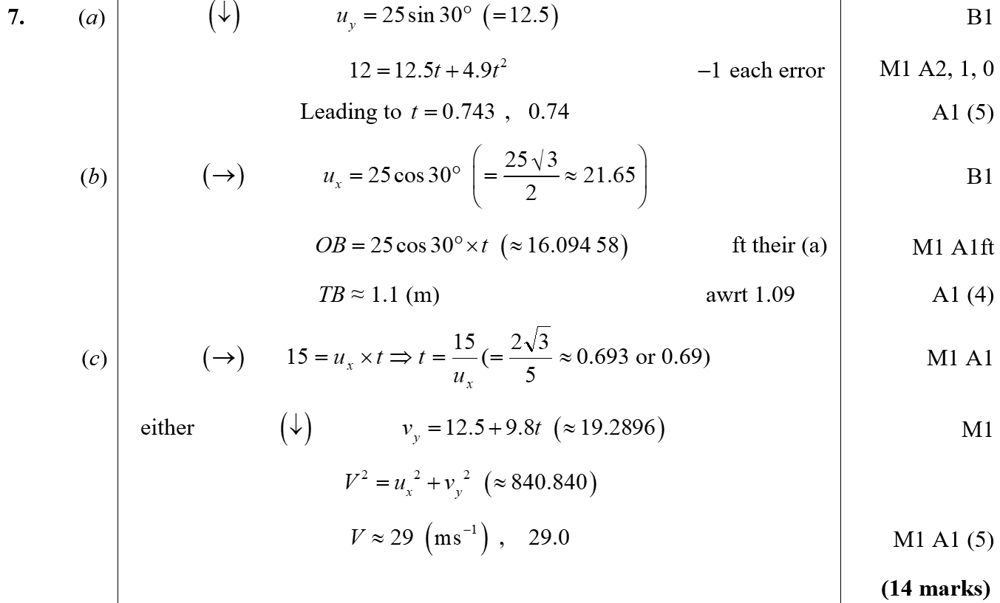 7. (a) (↓) u_y = 25 sin 30° (= 12.5) B1
12 = 12.5t + 4.9t² −1 each error M1 A2, 1, 0
Leading to t = 0.743 , 0.74 A1 (5)
(b) (→) u_x = 25 cos 30° (= 25√3/2 ≈ 21.65) B1
OB = 25 cos 30° × t (≈ 16.094 58) ft their (a) M1 A1ft
TB ≈ 1.1 (m) awrt 1.09 A1 (4)
(c) (→) 15 = u_x × t ⇒ t = 15/u_x (= 2√3/5 ≈ 0.693 or 0.69) M1 A1
either (↓) v_y = 12.5 + 9.8t (≈ 19.2896) M1
V² = u_x² + v_y² (≈ 840.840)
V ≈ 29 (ms⁻¹) , 29.0 M1 A1 (5)
(14 marks)